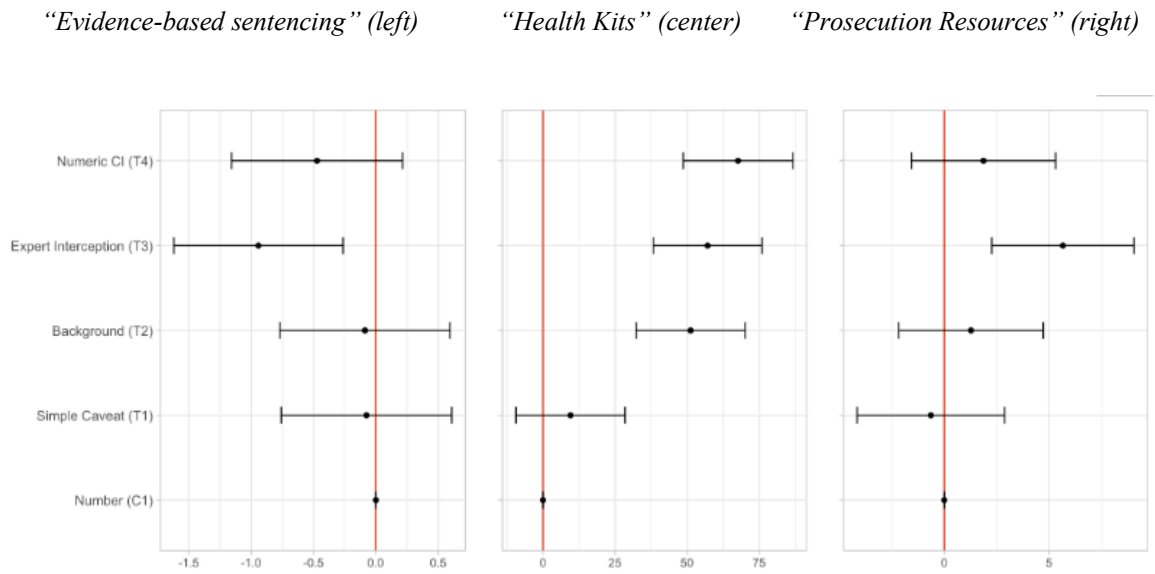 “Evidence-based sentencing” (left) “Health Kits” (center) “Prosecution Resources” (right)
Numeric CI (T4)
Expert Interception (T3)
Background (T2)
Simple Caveat (T1)
Number (C1)
-1.5 -1.0 -0.5 0.0 0.5 0 25 50 75 0 5